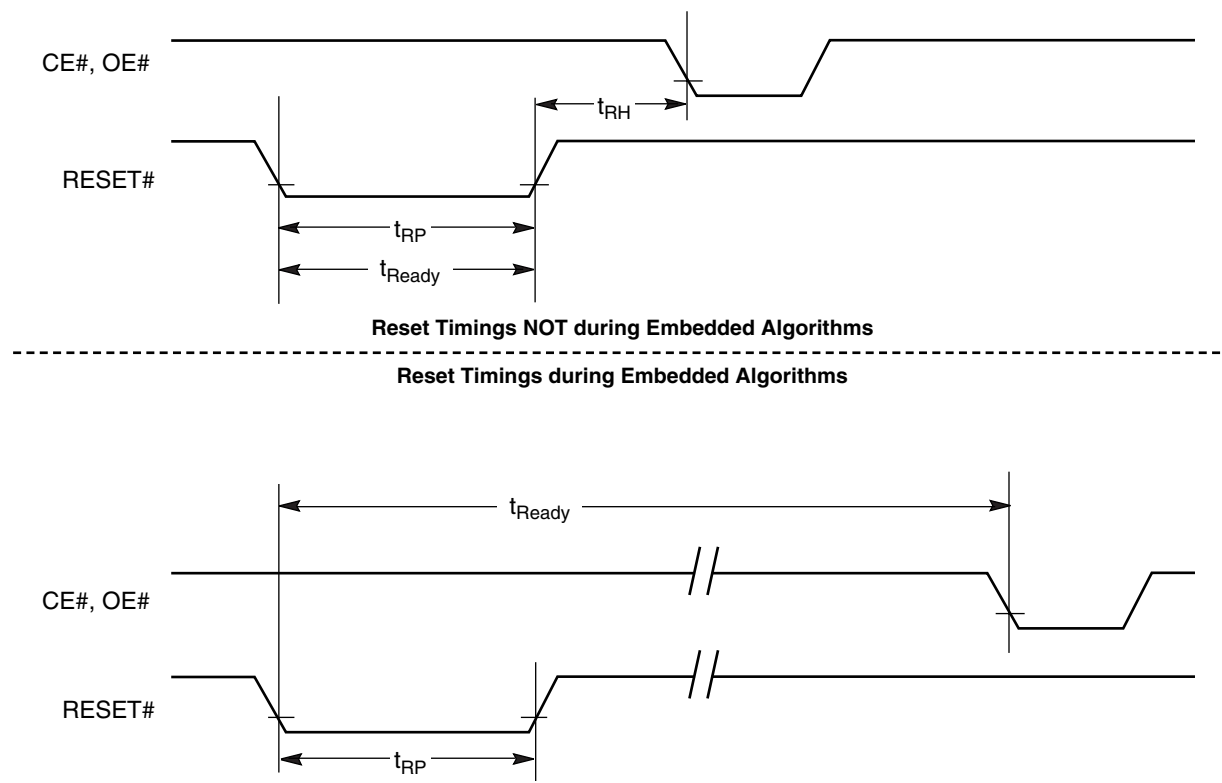 CE#, OE#
tRH
RESET#
tRP
tReady
Reset Timings NOT during Embedded Algorithms
Reset Timings during Embedded Algorithms
tReady
CE#, OE#
RESET#
tRP